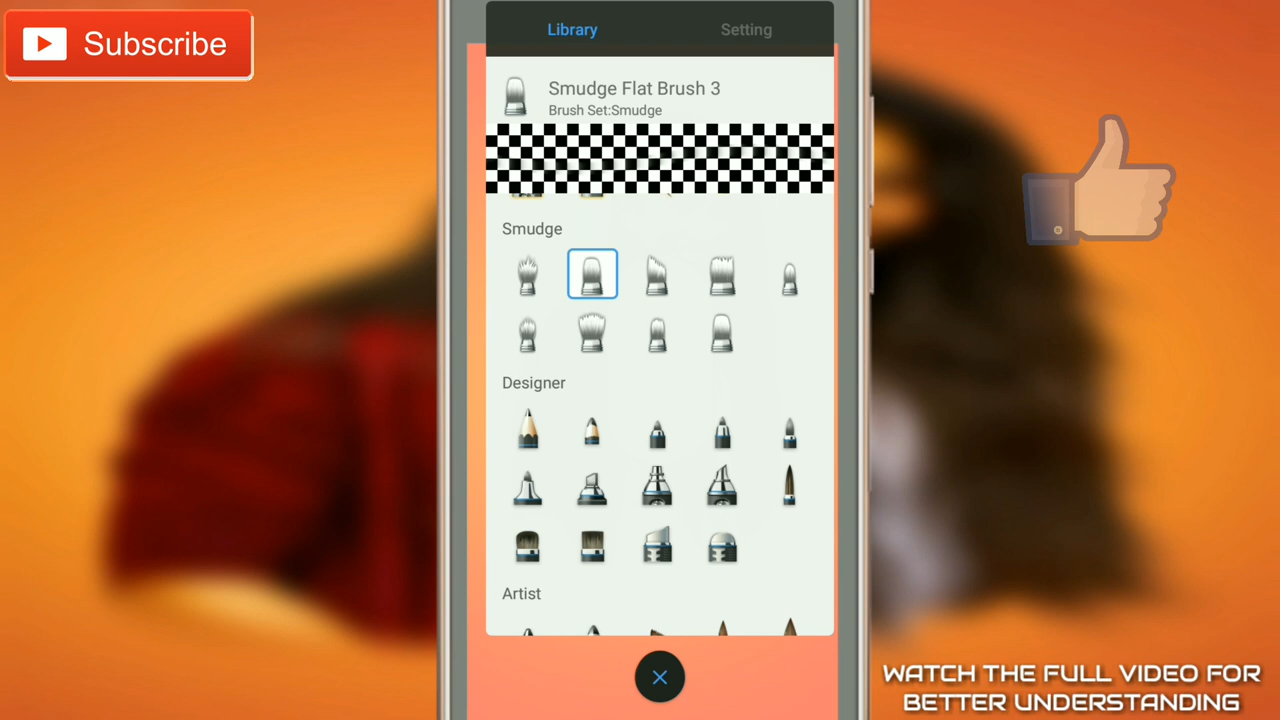 Subscribe
Library
Setting
Smudge Flat Brush 3
Brush Set:Smudge
Smudge
Designer
Artist
WATCH THE FULL VIDEO FOR
BETTER UNDERSTANDING